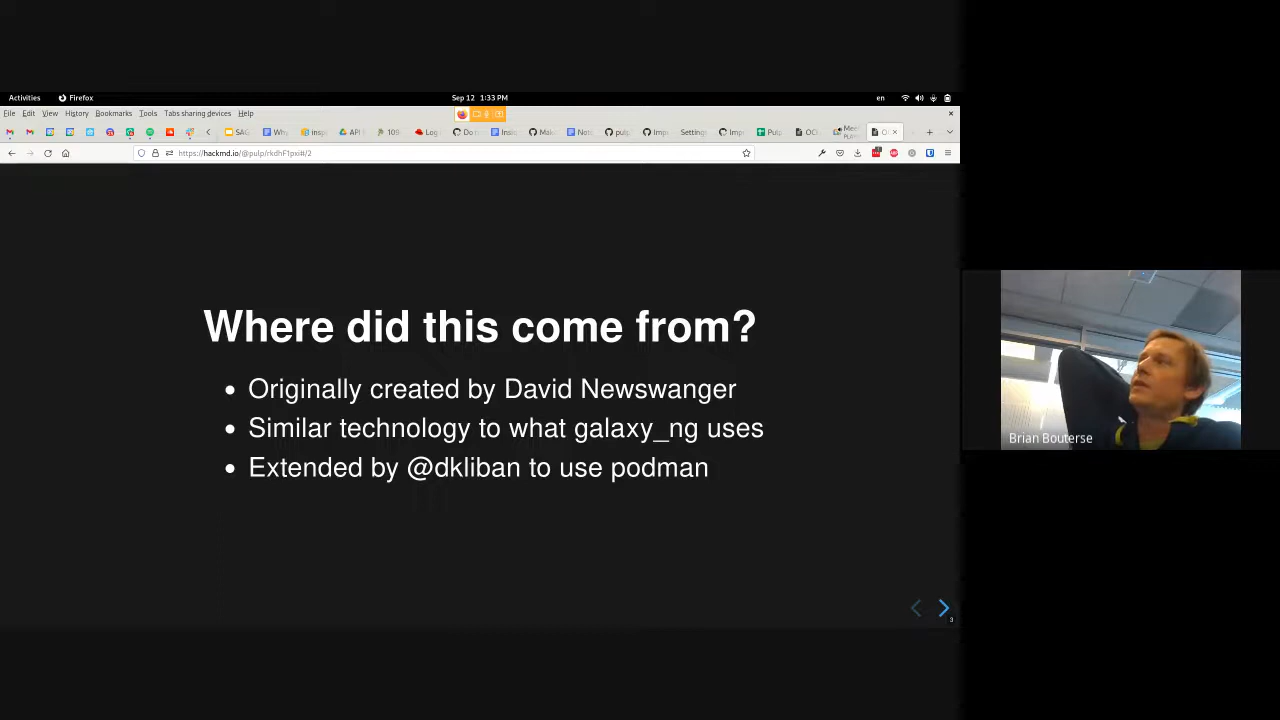 Activities Firefox Sep 12 1:33 PM en
File Edit View History Bookmarks Tools Tabs sharing devices Help
https://hackmd.io/@pulp/rkdhF1pxi#/2
Where did this come from?
Originally created by David Newswanger
Similar technology to what galaxy_ng uses
Extended by @dkliban to use podman
Brian Bouterse
3